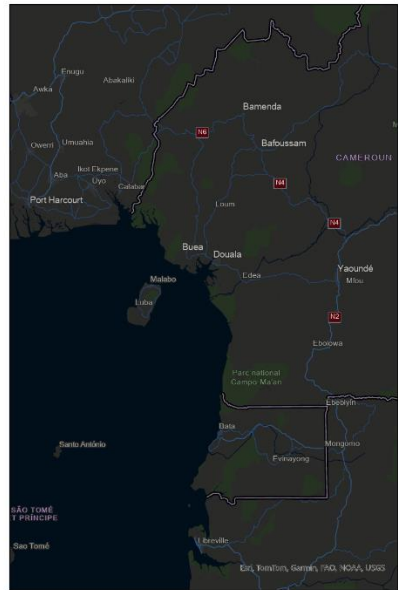 Enugu
Awka
Abakaliki
Bamenda
N6
Owerri
Umuahia
Bafoussam
CAMEROUN
Ikot Ekpene
Aba
Uyo
N4
Calabar
Port Harcourt
Loum
N4
Buea
Douala
Yaoundé
Edea
Mfou
Malabo
Luba
N2
Ebolowa
Parc national
Campo Ma'an
Ebebiyin
Bata
Santo António
Mongomo
Evinayong
SÃO TOMÉ
T PRÍNCIPE
Libreville
Sao Tomé
Esri, TomTom, Garmin, FAO, NOAA, USGS